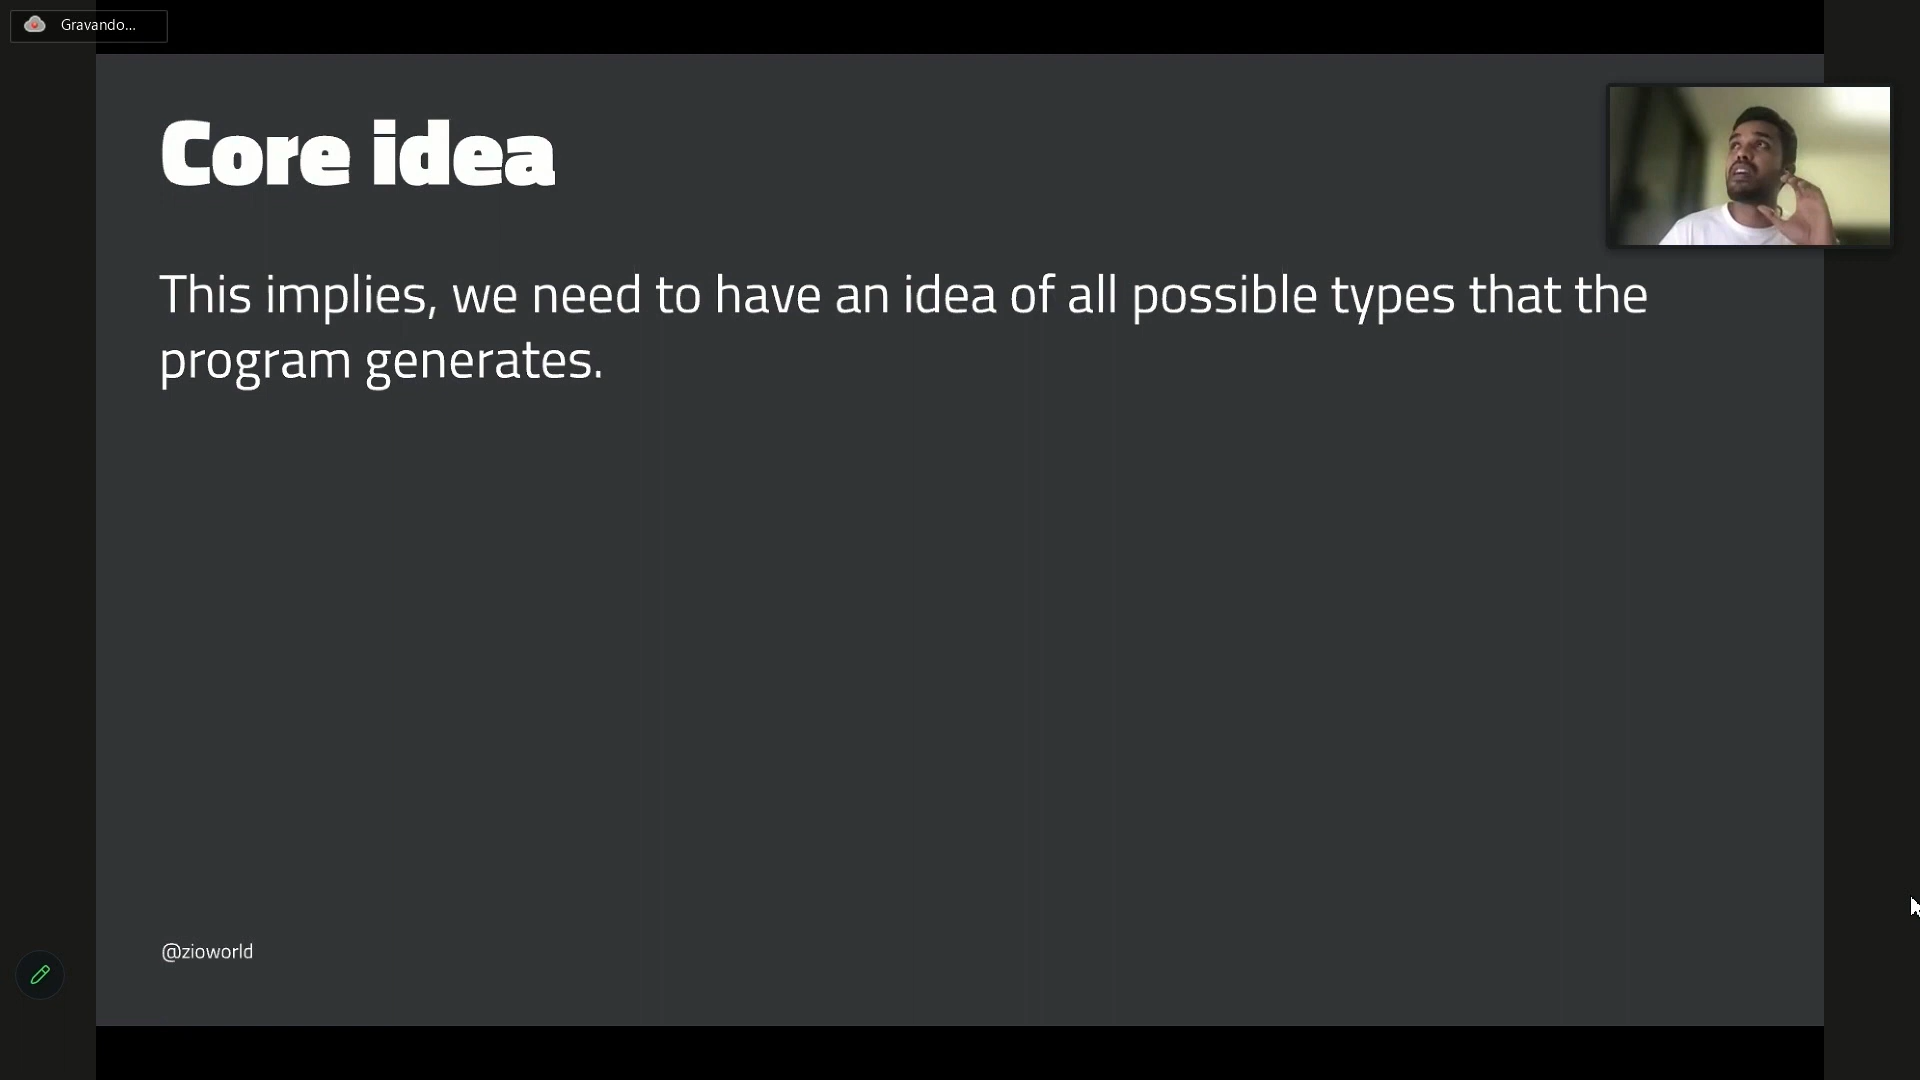 Gravando...
Core idea
This implies, we need to have an idea of all possible types that the
program generates.
@zioworld